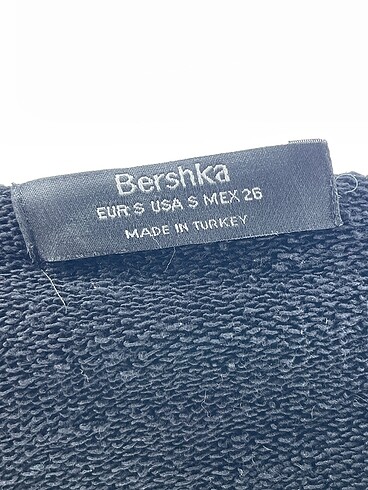 Bershka
EUR S USA S MEX 26
MADE IN TURKEY